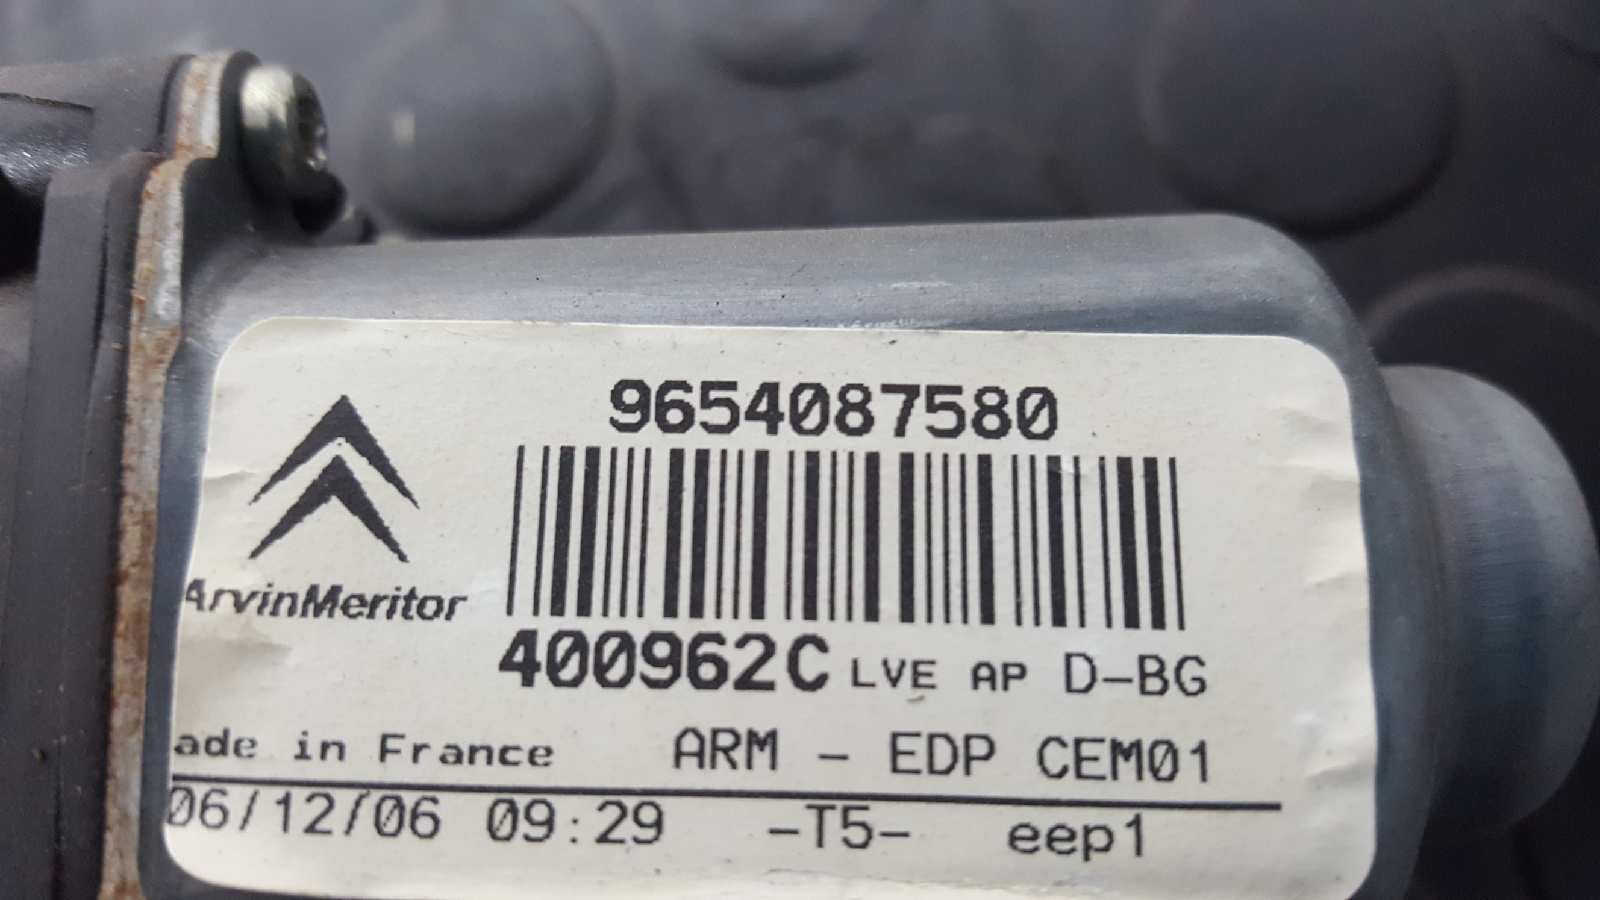 9654087580
ArvinMeritor
400962C LVE AP D-BG
ade in France ARM - EDP CEM01
06/12/06 09:29 -T5- eep1